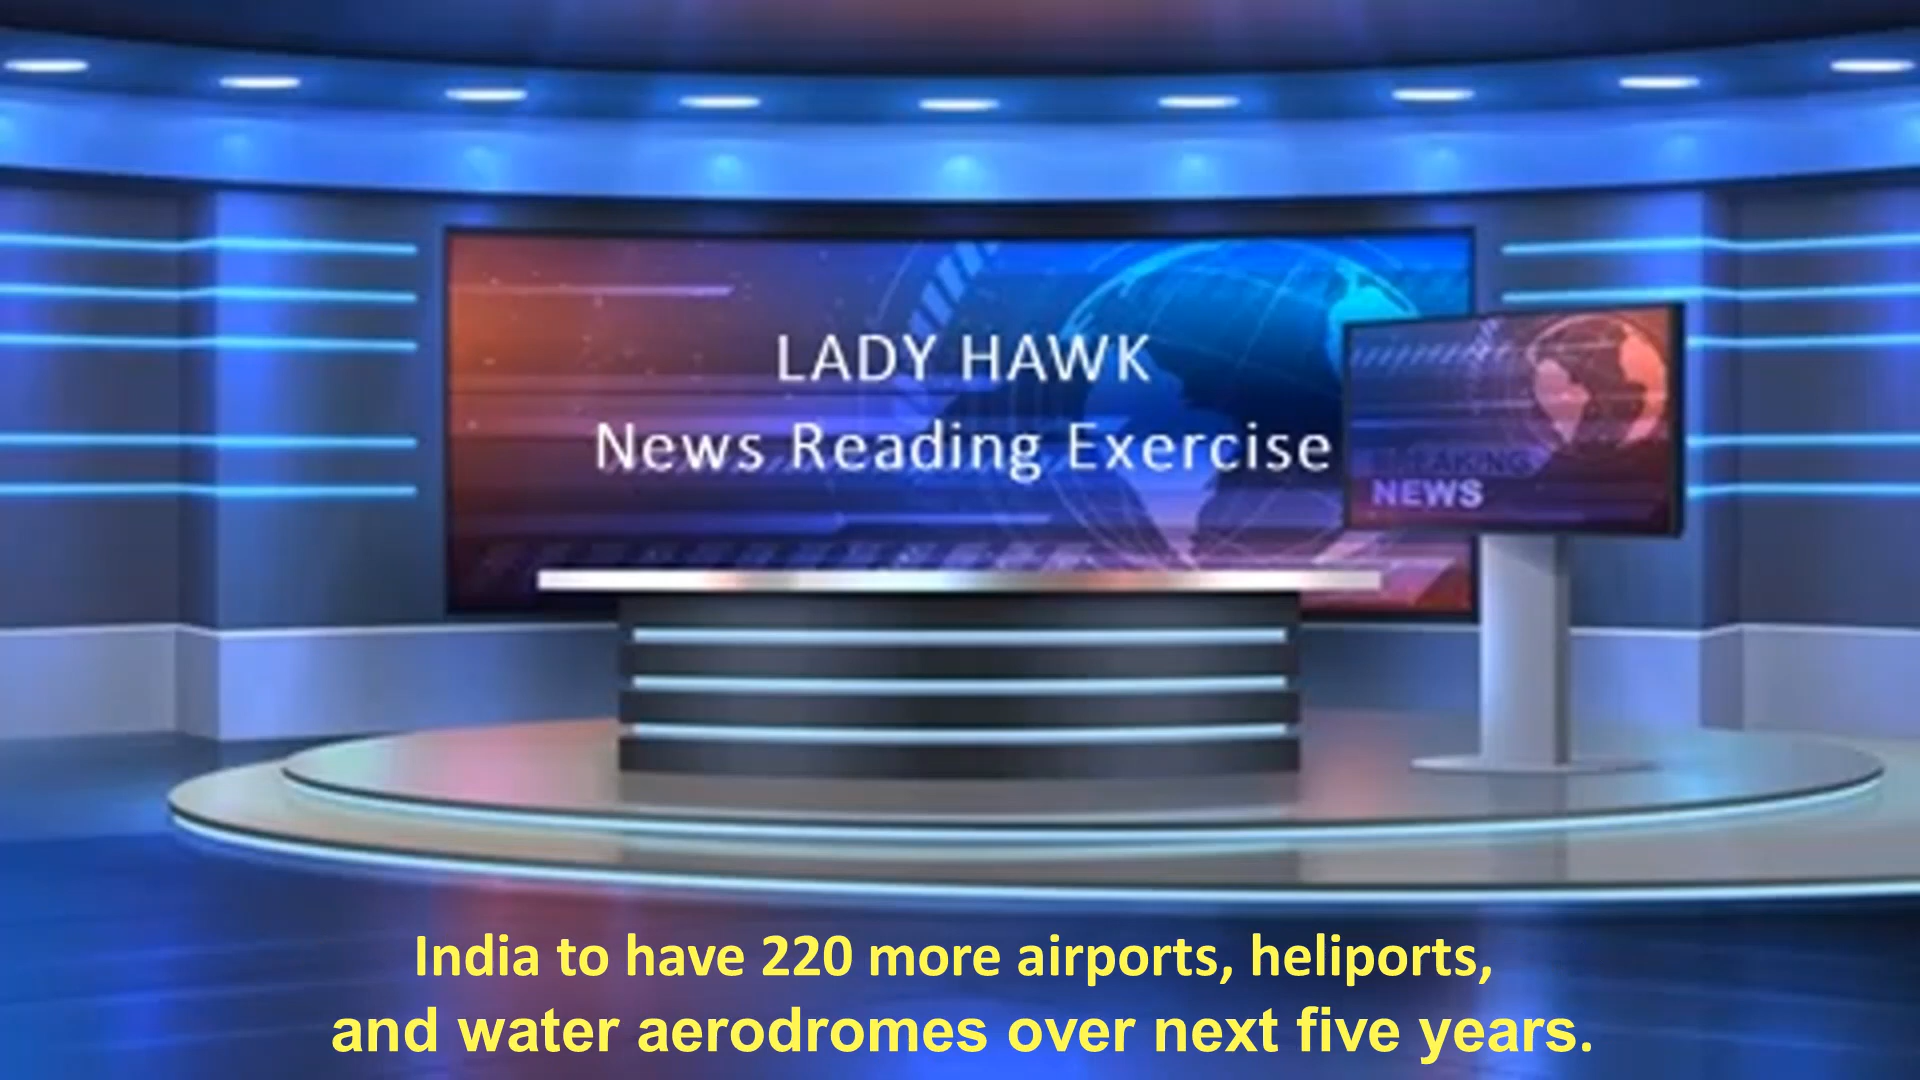 LADY HAWK
News Reading Exercise
BREAKING
NEWS
India to have 220 more airports, heliports,
and water aerodromes over next five years.